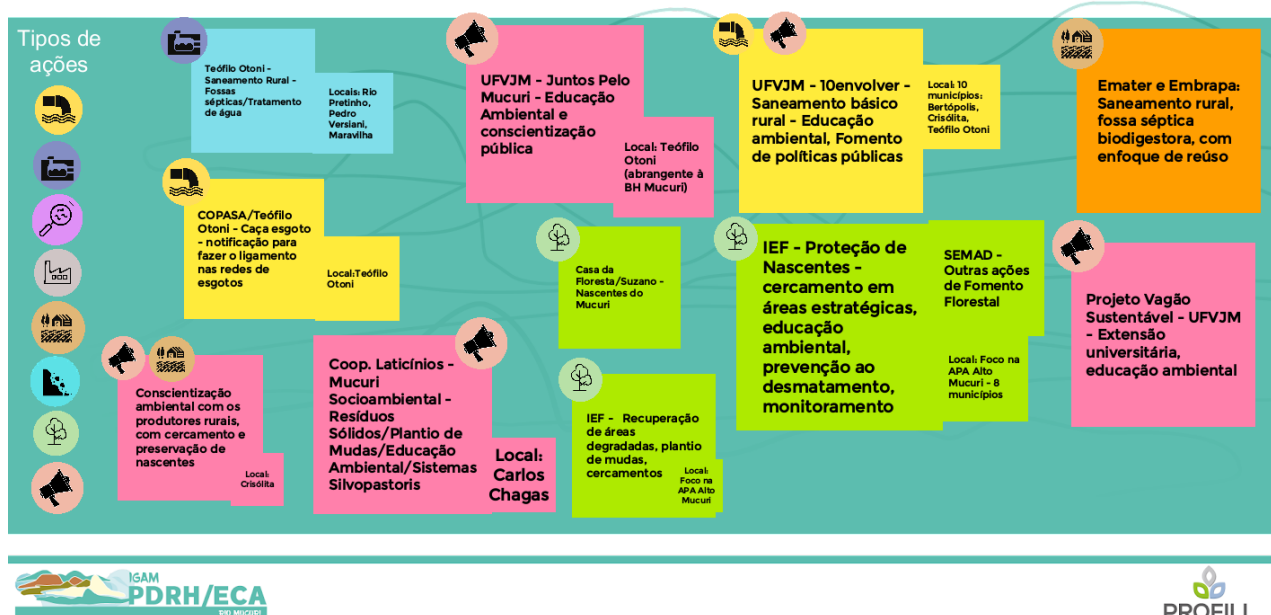 Tipos de
ações
Teófilo Otoni -
Saneamento Rural -
Fossas
sépticas/Tratamento
de água
Locais: Rio
Pretinho,
Pedro
Versiani,
Maravilha
UFVJM - Juntos Pelo
Mucuri - Educação
Ambiental e
conscientização
pública
Local: Teófilo
Otoni
(abrangente à
BH Mucuri)
UFVJM - 10envolver -
Saneamento básico
rural - Educação
ambiental, Fomento
de políticas públicas
Local: 10
municípios:
Bertópolis,
Crisólita,
Teófilo Otoni
Emater e Embrapa:
Saneamento rural,
fossa séptica
biodigestora, com
enfoque de reúso
COPASA/Teófilo
Otoni - Caça esgoto
- notificação para
fazer o ligamento
nas redes de
esgotos
Local:Teófilo
Otoni
Casa da
Floresta/Suzano -
Nascentes do
Mucuri
IEF - Proteção de
Nascentes -
cercamento em
áreas estratégicas,
educação
ambiental,
prevenção ao
desmatamento,
monitoramento
SEMAD -
Outras ações
de Fomento
Florestal
Local: Foco na
APA Alto
Mucuri - 8
municípios
Projeto Vagão
Sustentável - UFVJM
- Extensão
universitária,
educação ambiental
Conscientização
ambiental com os
produtores rurais,
com cercamento e
preservação de
nascentes
Local:
Crisólita
Coop. Laticínios -
Mucuri
Socioambiental -
Resíduos
Sólidos/Plantio de
Mudas/Educação
Ambiental/Sistemas
Silvopastoris
Local:
Carlos
Chagas
IEF - Recuperação
de áreas
degradadas, plantio
de mudas,
cercamentos
Local:
Foco na
APA Alto
Mucuri
IGAM
PDRH/ECA
RIO MUCURI
PROFILL